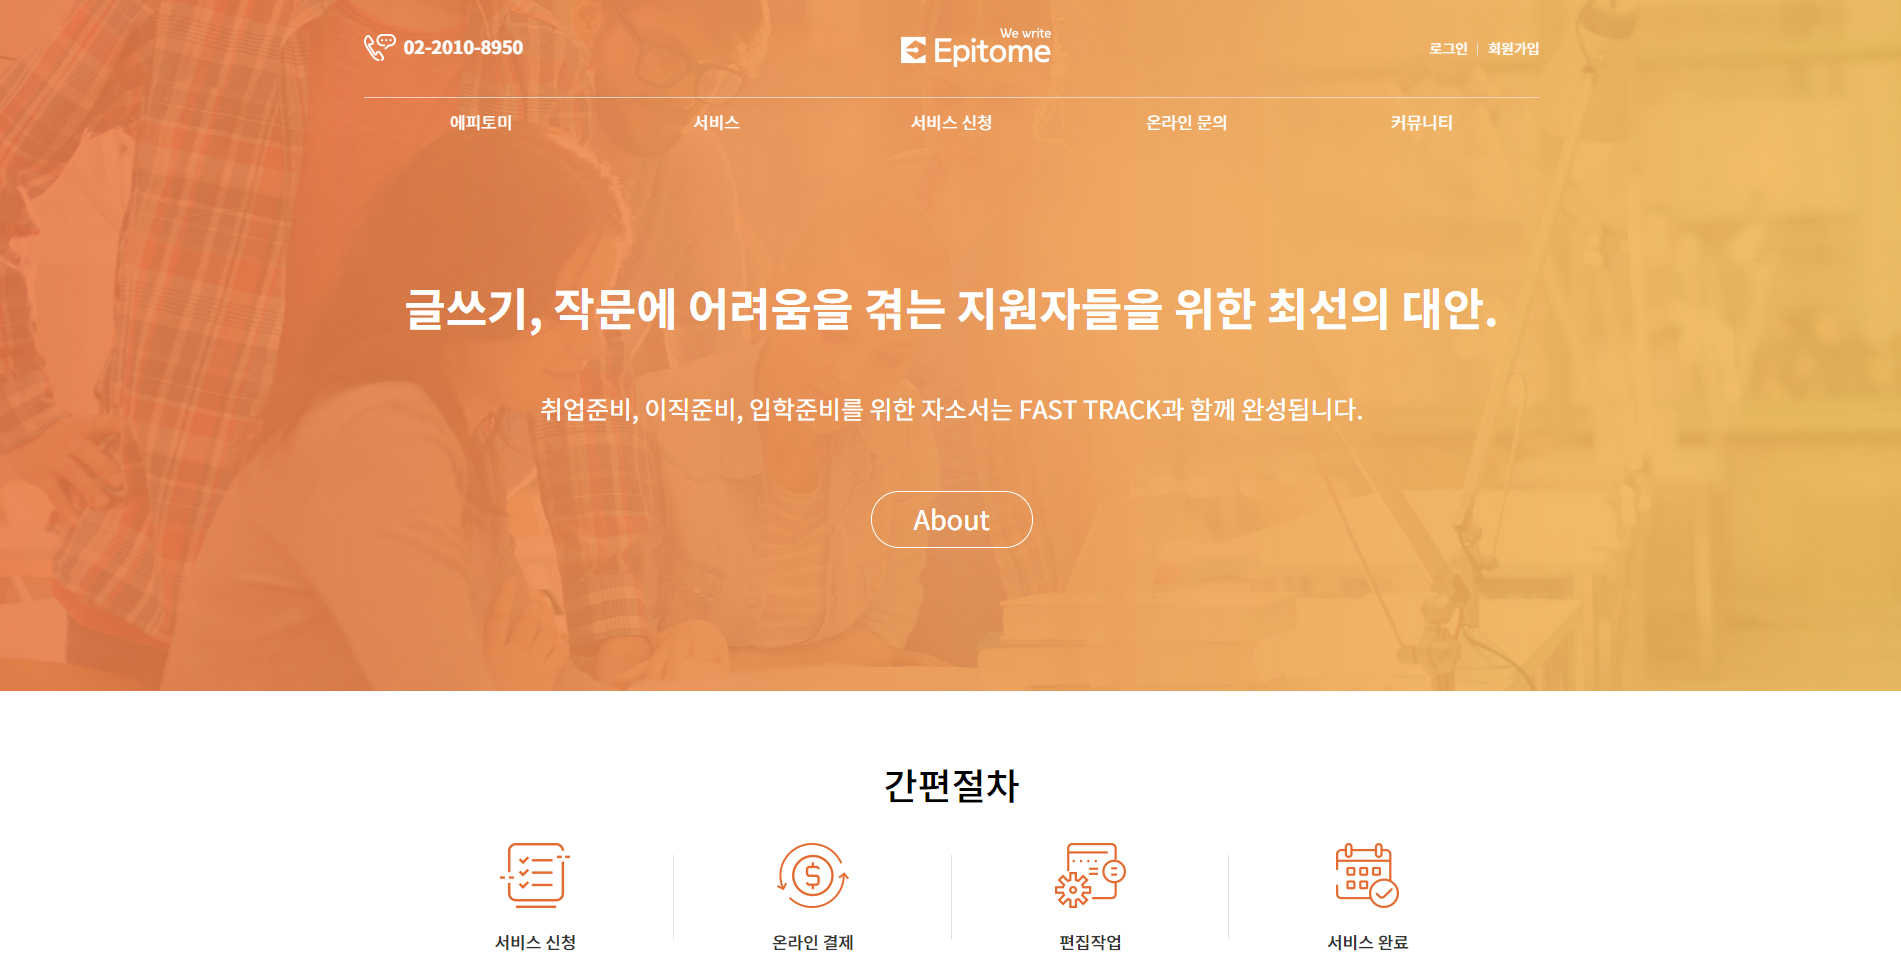 02-2010-8950
We write
Epitome
로그인
회원가입
에피토미
서비스
서비스 신청
온라인 문의
커뮤니티
글쓰기, 작문에 어려움을 겪는 지원자들을 위한 최선의 대안.
취업준비, 이직준비, 입학준비를 위한 자소서는 FAST TRACK과 함께 완성됩니다.
About
간편절차
서비스 신청
온라인 결제
편집작업
서비스 완료